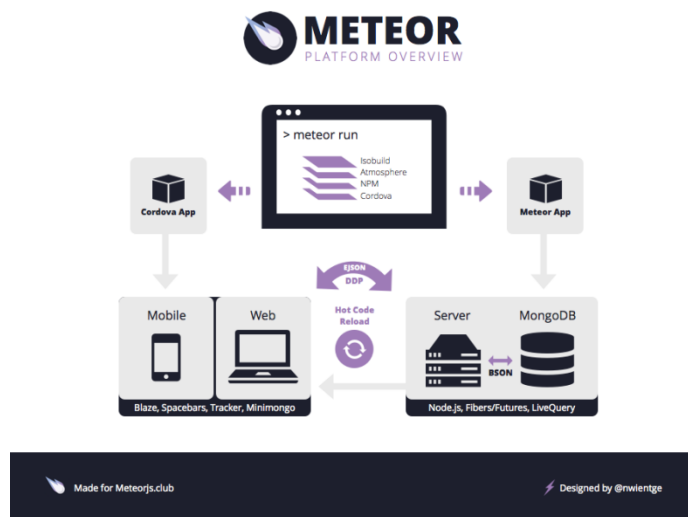 METEOR
PLATFORM OVERVIEW
> meteor run
Isobuild
Atmosphere
NPM
Cordova
Cordova App
Meteor App
EJSON
DDP
Hot Code
Reload
Mobile
Web
Server
MongoDB
BSON
Blaze, Spacebars, Tracker, Minimongo
Node.js, Fibers/Futures, LiveQuery
Made for MeteorJs.club
Designed by @nwientge